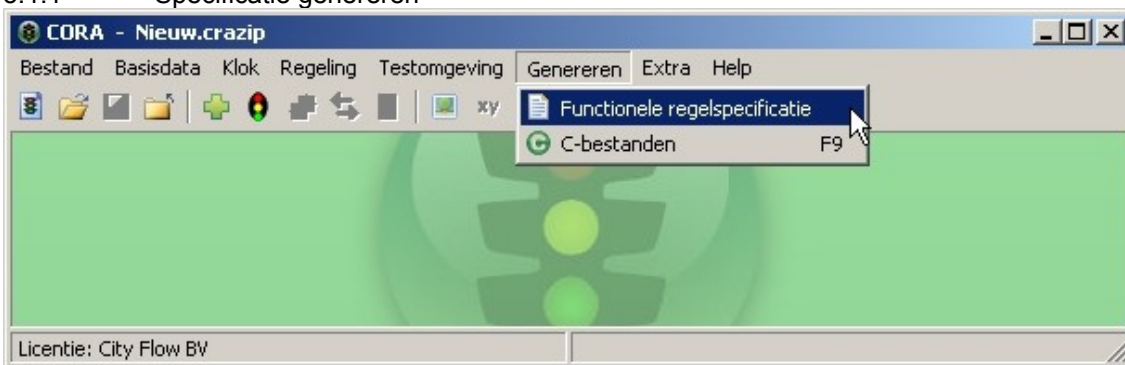 Specificatie genereren
CORA - Nieuw.crazip
Bestand Basisdata Klok Regeling Testomgeving Genereren Extra Help
xy
Functionele regelspecificatie
C-bestanden F9
Licentie: City Flow BV